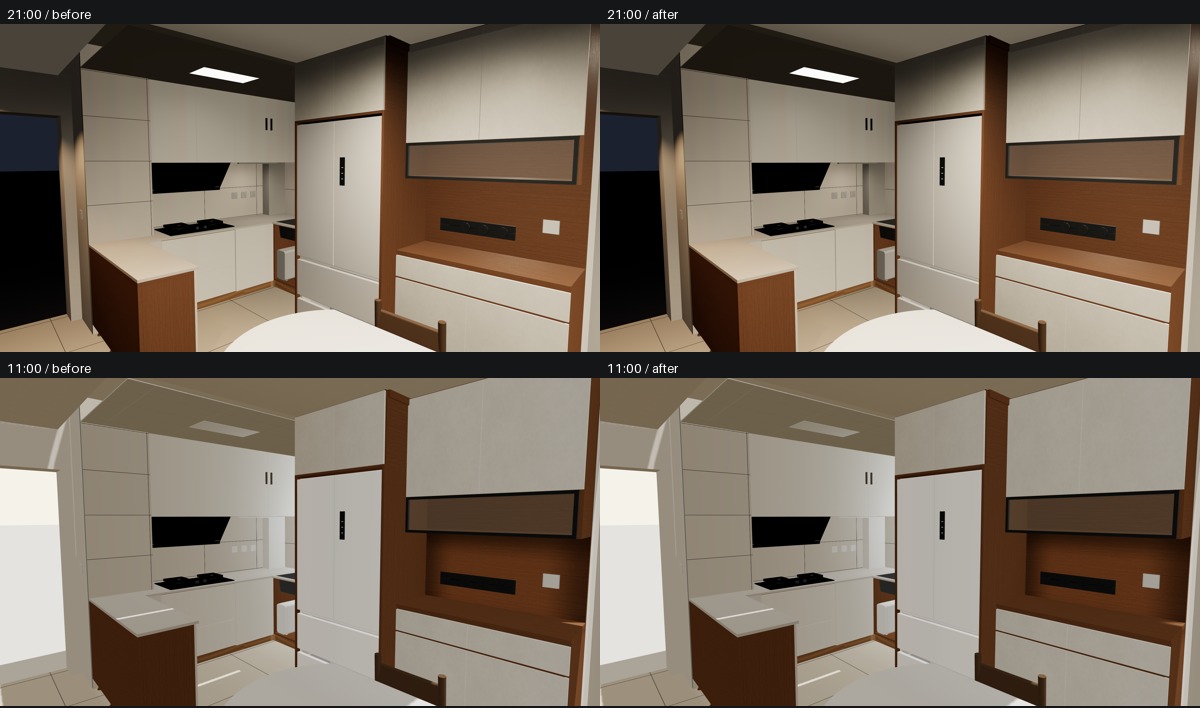 21:00 / before
21:00 / after
11:00 / before
11:00 / after